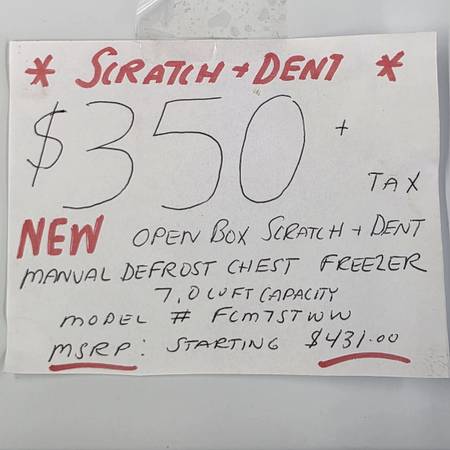 * SCRATCH + DENT *
$350 + TAX
NEW OPEN BOX SCRATCH + DENT
MANUAL DEFROST CHEST FREEZER
7.0 CU FT CAPACITY
MODEL # FCM7STWW
MSRP: STARTING $431.00